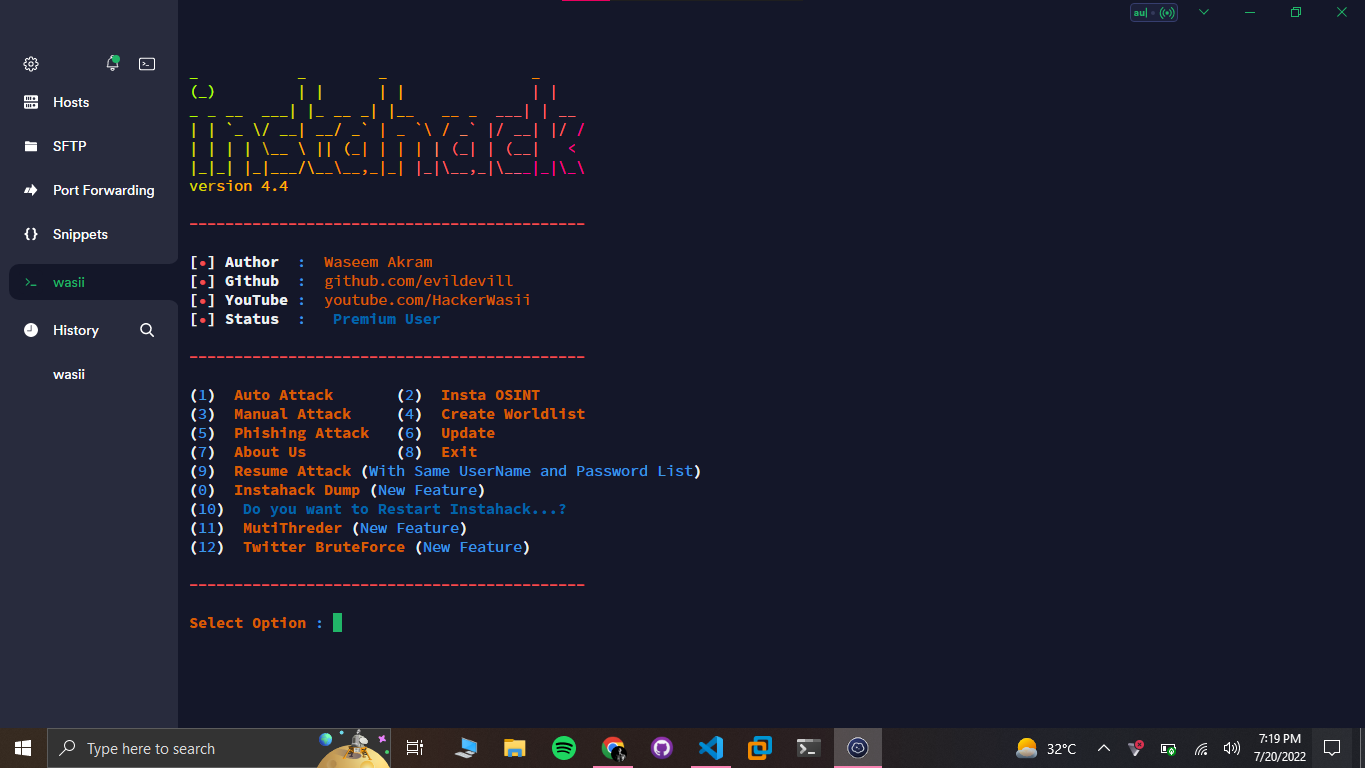 au|
Hosts
SFTP
Port Forwarding
Snippets
wasii
History
wasii
instahack
version 4.4
-------------------------------------------
[•] Author : Waseem Akram
[•] Github : github.com/evildevill
[•] YouTube : youtube.com/HackerWasii
[•] Status : Premium User
-------------------------------------------
(1) Auto Attack (2) Insta OSINT
(3) Manual Attack (4) Create Worldlist
(5) Phishing Attack (6) Update
(7) About Us (8) Exit
(9) Resume Attack (With Same UserName and Password List)
(0) Instahack Dump (New Feature)
(10) Do you want to Restart Instahack...?
(11) MutiThreder (New Feature)
(12) Twitter BruteForce (New Feature)
-------------------------------------------
Select Option :
Type here to search
32°C
7:19 PM
7/20/2022